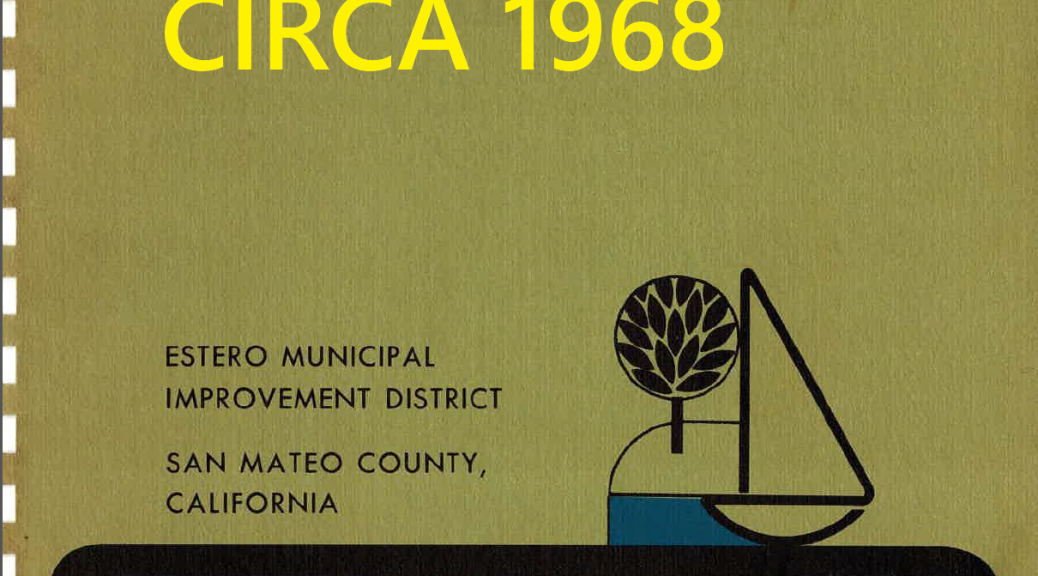 CIRCA 1968
ESTERO MUNICIPAL
IMPROVEMENT DISTRICT
SAN MATEO COUNTY,
CALIFORNIA